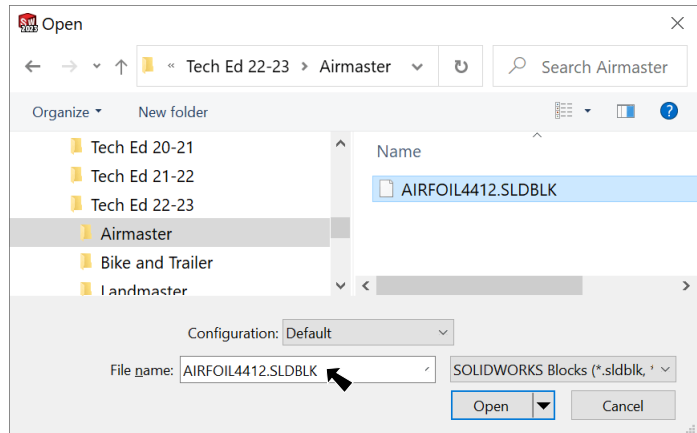 SW 2023 Open
« Tech Ed 22-23 > Airmaster Search Airmaster
Organize New folder ?
Tech Ed 20-21
Tech Ed 21-22
Tech Ed 22-23
Airmaster
Bike and Trailer
Landmaster
Name
AIRFOIL4412.SLDBLK
Configuration: Default
File name: AIRFOIL4412.SLDBLK SOLIDWORKS Blocks (*.sldblk, *
Open Cancel